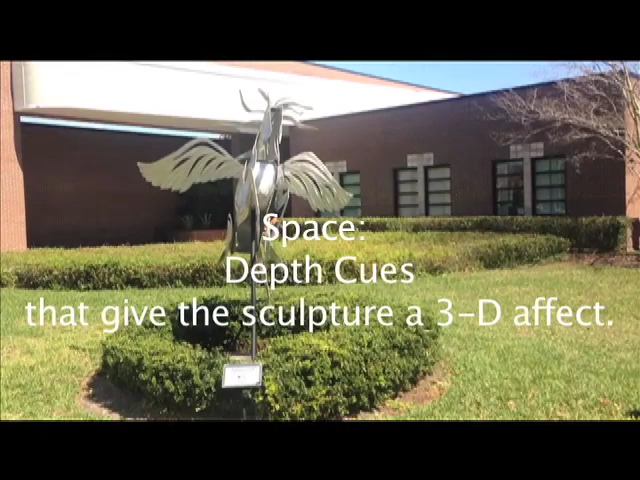 Space:
Depth Cues
that give the sculpture a 3-D affect.